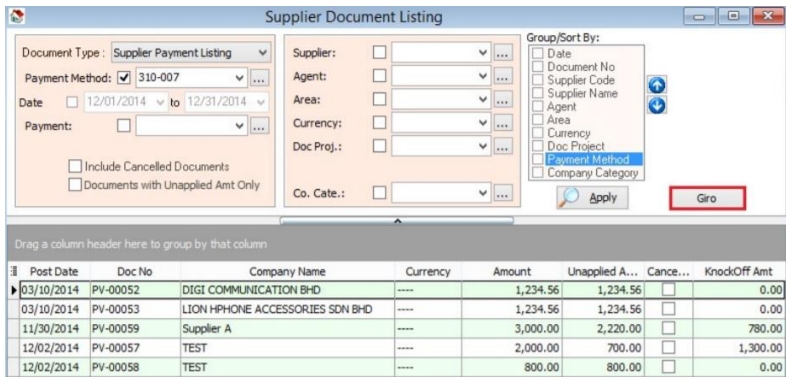 Supplier Document Listing
Document Type : Supplier Payment Listing
Payment Method: 310-007 ...
Date 12/01/2014 to 12/31/2014
Payment: ...
Include Cancelled Documents
Documents with Unapplied Amt Only
Supplier: ...
Agent: ...
Area: ...
Currency: ...
Doc Proj.: ...
Co. Cate.: ...
Group/Sort By:
Date
Document No
Supplier Code
Supplier Name
Agent
Area
Currency
Doc Project
Payment Method
Company Category
Apply
Giro
Drag a column header here to group by that column
Post Date Doc No Company Name Currency Amount Unapplied A... Cance... KnockOff Amt
03/10/2014 PV-00052 DIGI COMMUNICATION BHD ---- 1,234.56 1,234.56 0.00
03/10/2014 PV-00053 LION HPHONE ACCESSORIES SDN BHD ---- 1,234.56 1,234.56 0.00
11/30/2014 PV-00059 Supplier A ---- 3,000.00 2,220.00 780.00
12/02/2014 PV-00057 TEST ---- 2,000.00 700.00 1,300.00
12/02/2014 PV-00058 TEST ---- 800.00 800.00 0.00